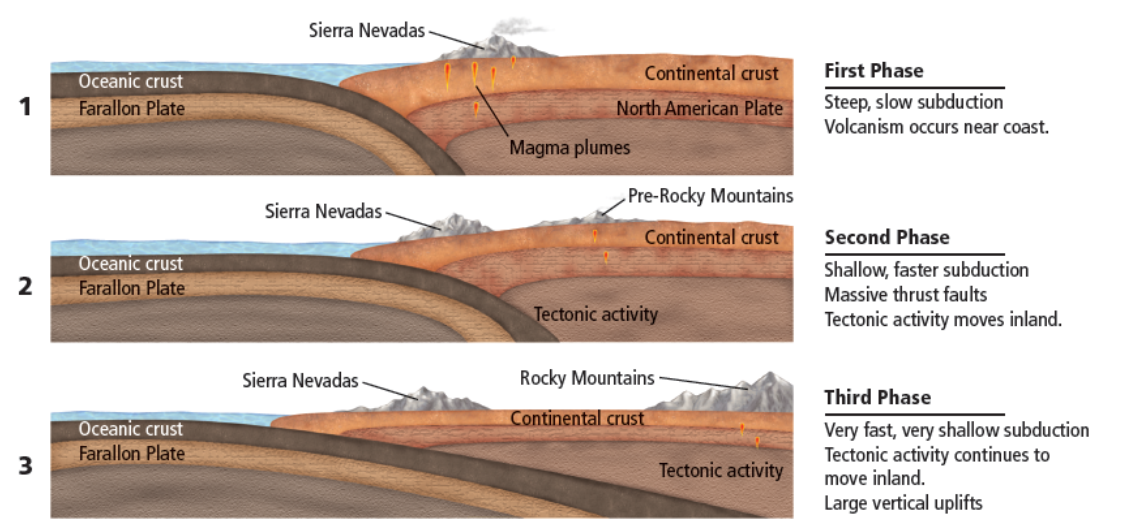 Sierra Nevadas
Oceanic crust
Farallon Plate
Continental crust
North American Plate
Magma plumes
1
First Phase
Steep, slow subduction
Volcanism occurs near coast.
Pre-Rocky Mountains
Sierra Nevadas
Oceanic crust
Farallon Plate
Continental crust
Tectonic activity
2
Second Phase
Shallow, faster subduction
Massive thrust faults
Tectonic activity moves inland.
Sierra Nevadas
Rocky Mountains
Oceanic crust
Farallon Plate
Continental crust
Tectonic activity
3
Third Phase
Very fast, very shallow subduction
Tectonic activity continues to
move inland.
Large vertical uplifts